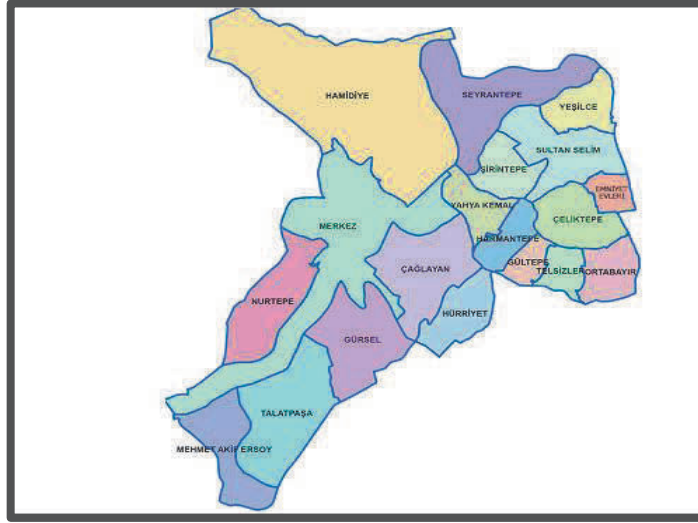 HAMİDİYE
SEYRANTEPE
YEŞİLCE
SULTAN SELİM
ŞİRİNTEPE
EMNİYET
EVLERİ
YAHYA KEMAL
ÇELİKTEPE
MERKEZ
HARMANTEPE
GÜLTEPE
ÇAĞLAYAN
TELSİZLER
ORTABAYIR
NURTEPE
HÜRRİYET
GÜRSEL
TALATPAŞA
MEHMET AKİF ERSOY